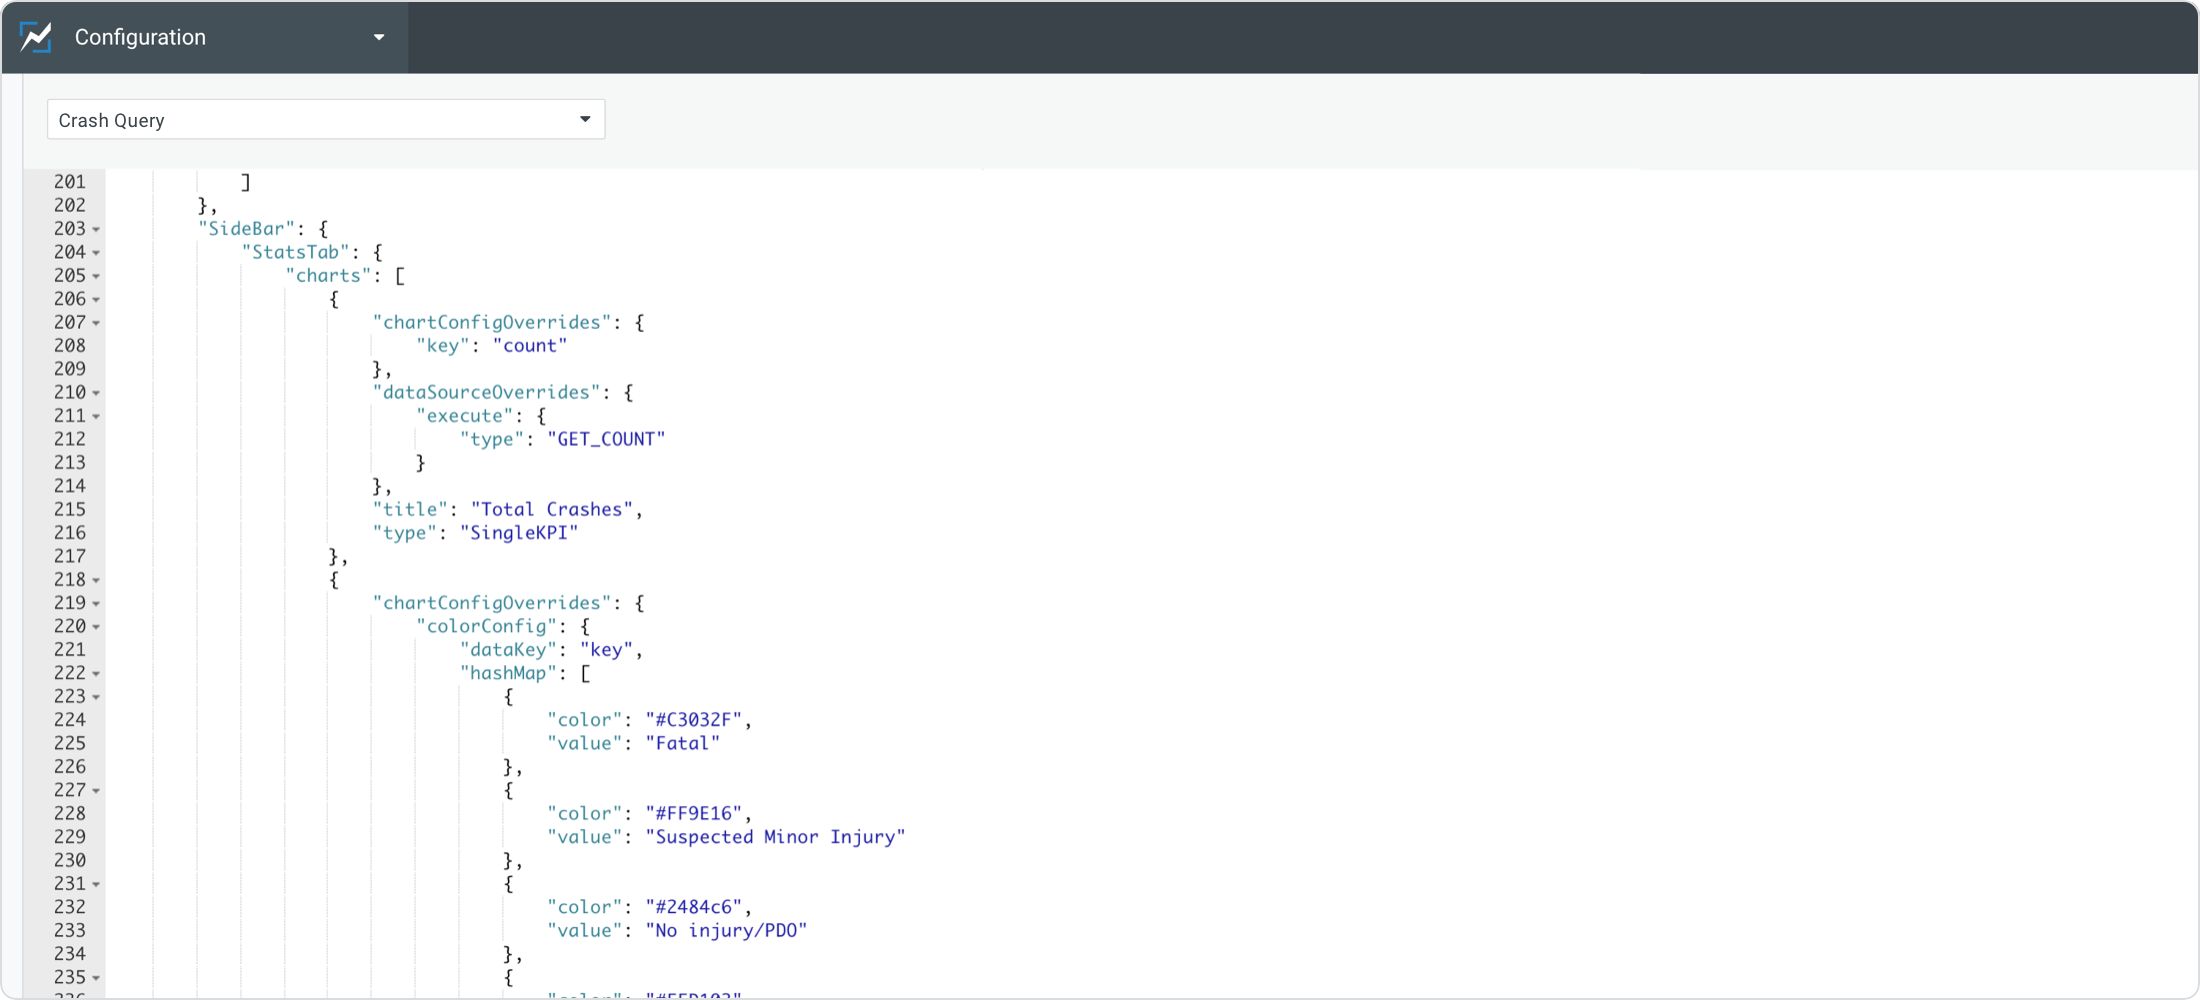 Configuration
Crash Query
201 ]
202 },
203 "SideBar": {
204 "StatsTab": {
205 "charts": [
206 {
207 "chartConfigOverrides": {
208 "key": "count"
209 },
210 "dataSourceOverrides": {
211 "execute": {
212 "type": "GET_COUNT"
213 }
214 },
215 "title": "Total Crashes",
216 "type": "SingleKPI"
217 },
218 {
219 "chartConfigOverrides": {
220 "colorConfig": {
221 "dataKey": "key",
222 "hashMap": [
223 {
224 "color": "#C3032F",
225 "value": "Fatal"
226 },
227 {
228 "color": "#FF9E16",
229 "value": "Suspected Minor Injury"
230 },
231 {
232 "color": "#2484c6",
233 "value": "No injury/PDO"
234 },
235 {
236 "color":